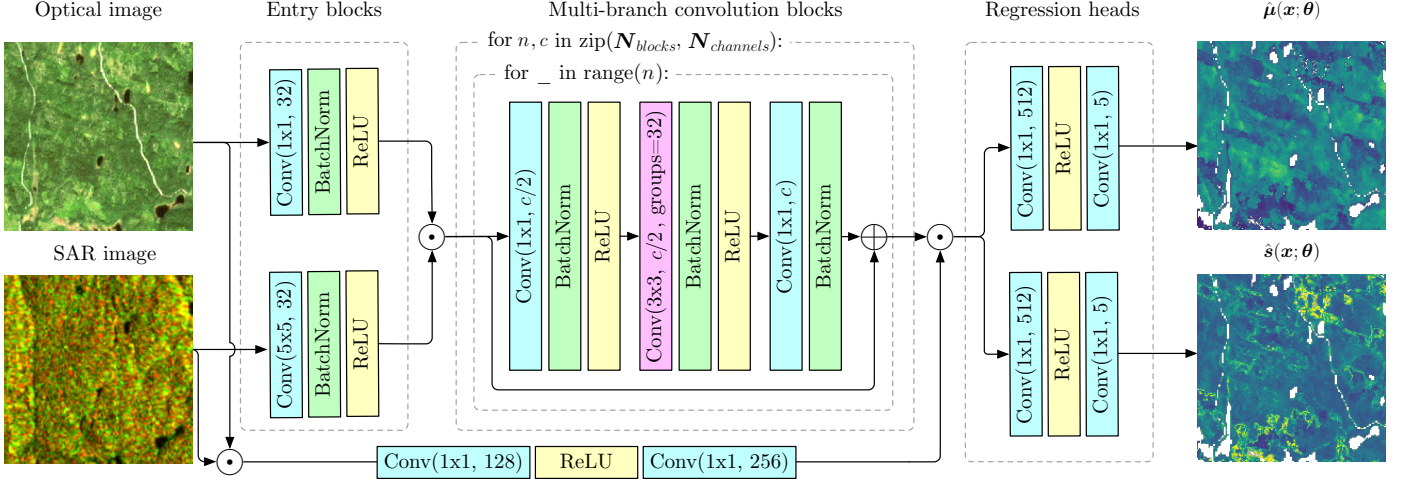 Optical image
Entry blocks
Multi-branch convolution blocks
Regression heads
μ̂(x; θ)
for n, c in zip(N_blocks, N_channels):
for _ in range(n):
Conv(1x1, 32)
BatchNorm
ReLU
Conv(1x1, c/2)
BatchNorm
ReLU
Conv(3x3, c/2, groups=32)
BatchNorm
ReLU
Conv(1x1, c)
BatchNorm
Conv(1x1, 512)
ReLU
Conv(1x1, 5)
SAR image
ŝ(x; θ)
Conv(5x5, 32)
BatchNorm
ReLU
Conv(1x1, 512)
ReLU
Conv(1x1, 5)
Conv(1x1, 128)
ReLU
Conv(1x1, 256)